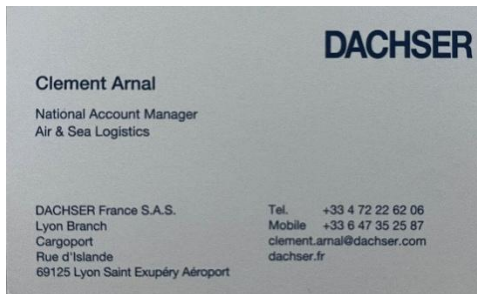 DACHSER
Clement Arnal
National Account Manager
Air & Sea Logistics
DACHSER France S.A.S.
Lyon Branch
Cargoport
Rue d'Islande
69125 Lyon Saint Exupéry Aéroport
Tel. +33 4 72 22 62 06
Mobile +33 6 47 35 25 87
clement.arnal@dachser.com
dachser.fr